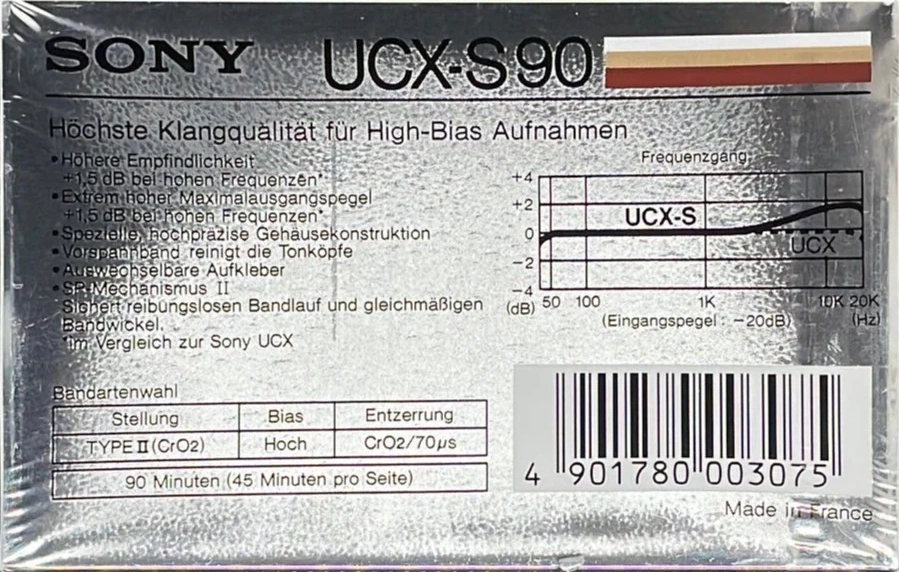 SONY UCX-S 90
Höchste Klangqualität für High-Bias Aufnahmen
• Höhere Empfindlichkeit
+1,5 dB bei hohen Frequenzen*
• Extrem hoher Maximalausgangspegel
+1,5 dB bei hohen Frequenzen*
• Spezielle, hochpräzise Gehäusekonstruktion
• Vorspannband reinigt die Tonköpfe
• Auswechselbare Aufkleber
• SP-Mechanismus II
Sichert reibungslosen Bandlauf und gleichmäßigen
Bandwickel.
*Im Vergleich zur Sony UCX
Frequenzgang
+4
+2
0
−2
−4
(dB)
UCX-S
UCX
50 100 1K 10K 20K
(Hz)
(Eingangspegel : −20dB)
Bandartenwahl
Stellung Bias Entzerrung
TYPE II (CrO2) Hoch CrO2/70μs
90 Minuten (45 Minuten pro Seite)
4 901780 003075
Made in France